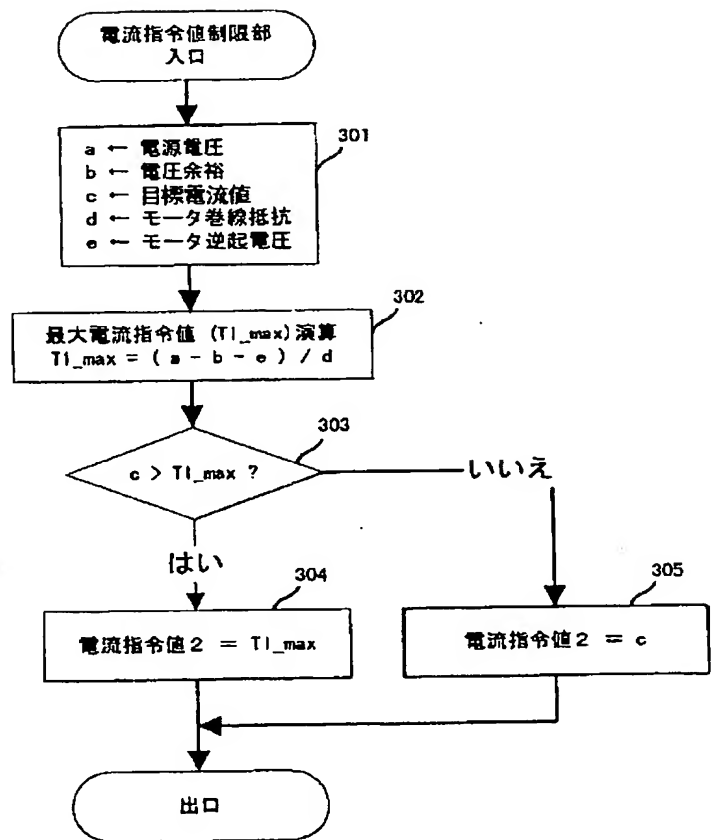 電流指令値制限部
入口
301
a ← 電源電圧
b ← 電圧余裕
c ← 目標電流値
d ← モータ巻線抵抗
e ← モータ逆起電圧
302
最大電流指令値 (TI_max) 演算
TI_max = ( a - b - e ) / d
303
c > TI_max ?
いいえ
はい
304
電流指令値2 = TI_max
305
電流指令値2 = c
出口